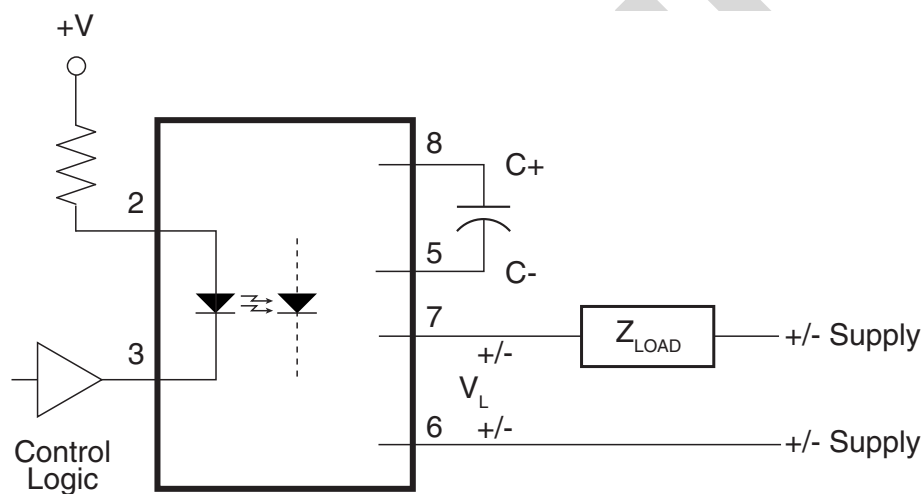 +V
8
C+
2
5
C-
7
+/-
Z LOAD
+/- Supply
3
V L
6
+/-
+/- Supply
Control
Logic